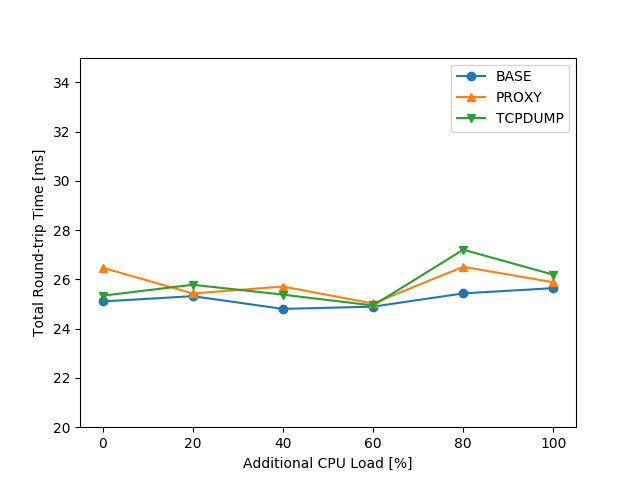 34
32
30
28
26
24
22
20
Total Round-trip Time [ms]
BASE
PROXY
TCPDUMP
0 20 40 60 80 100
Additional CPU Load [%]